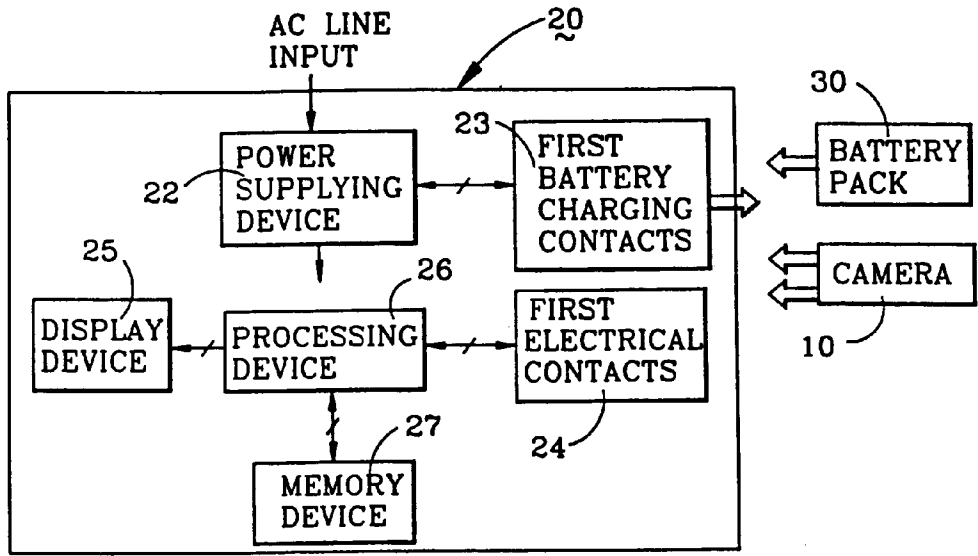 AC LINE
INPUT
20
30
23
FIRST
BATTERY
CHARGING
CONTACTS
BATTERY
PACK
POWER
SUPPLYING
DEVICE
22
25
26
CAMERA
DISPLAY
DEVICE
PROCESSING
DEVICE
FIRST
ELECTRICAL
CONTACTS
10
24
27
MEMORY
DEVICE